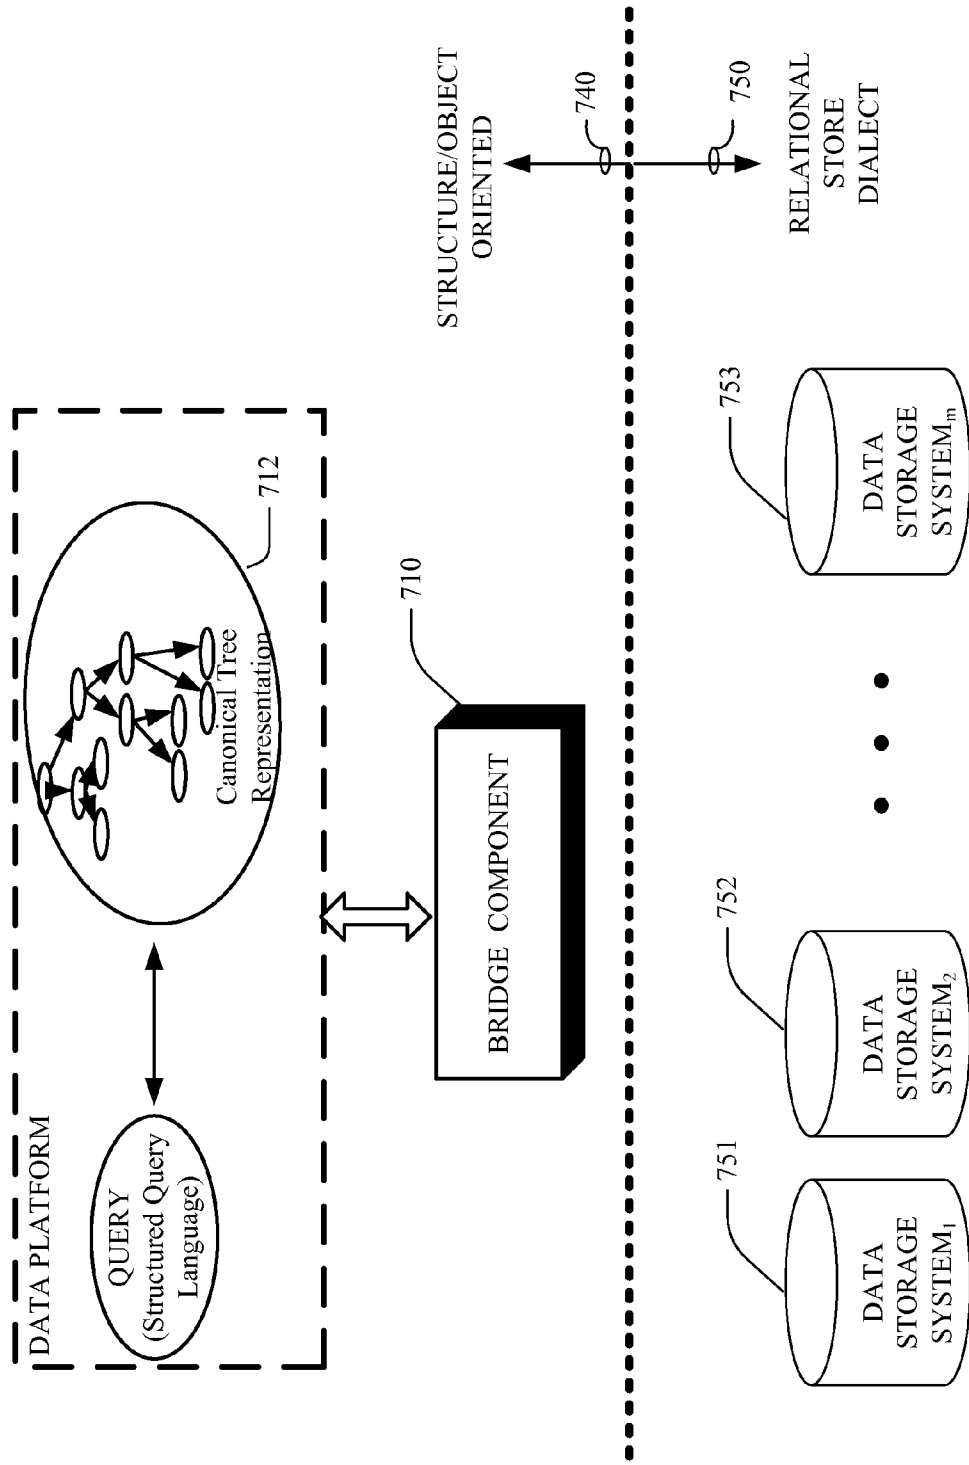 DATA PLATFORM
QUERY
(Structured Query
Language)
Canonical Tree
Representation
712
710
BRIDGE COMPONENT
STRUCTURE/OBJECT
ORIENTED
740
750
RELATIONAL
STORE
DIALECT
751
DATA
STORAGE
SYSTEM1
752
DATA
STORAGE
SYSTEM2
753
DATA
STORAGE
SYSTEMm